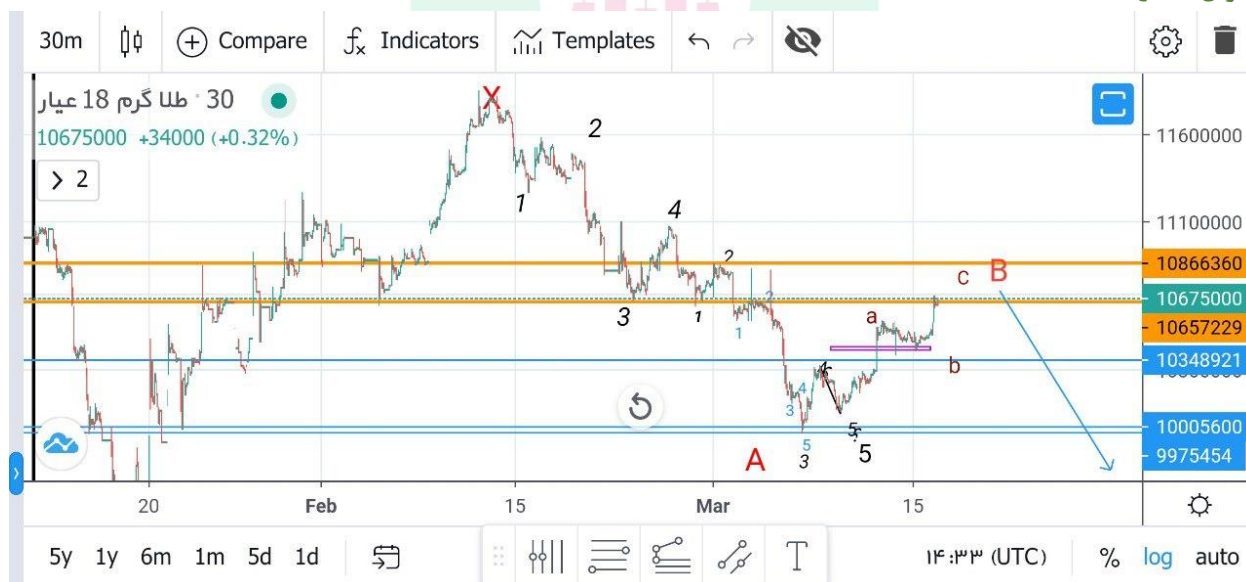 30m Compare Indicators Templates
30 · طلا گرم 18 عیار
10675000 +34000 (+0.32%)
> 2
X
1
2
3
4
1
2
1
2
3
4
5
3
A
5
5
a
b
c
B
11600000
11100000
10866360
10675000
10657229
10348921
10005600
9975454
20 Feb 15 Mar 15
5y 1y 6m 1m 5d 1d
T
۱۴:۳۳ (UTC) % log auto